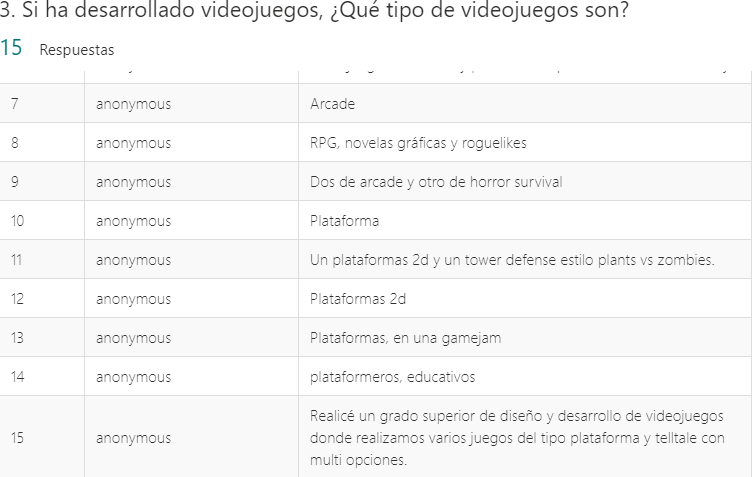 3. Si ha desarrollado videojuegos, ¿Qué tipo de videojuegos son?
15 Respuestas
7 anonymous Arcade
8 anonymous RPG, novelas gráficas y roguelikes
9 anonymous Dos de arcade y otro de horror survival
10 anonymous Plataforma
11 anonymous Un plataformas 2d y un tower defense estilo plants vs zombies.
12 anonymous Plataformas 2d
13 anonymous Plataformas, en una gamejam
14 anonymous plataformeros, educativos
Realicé un grado superior de diseño y desarrollo de videojuegos
15 anonymous donde realizamos varios juegos del tipo plataforma y telltale con
multi opciones.